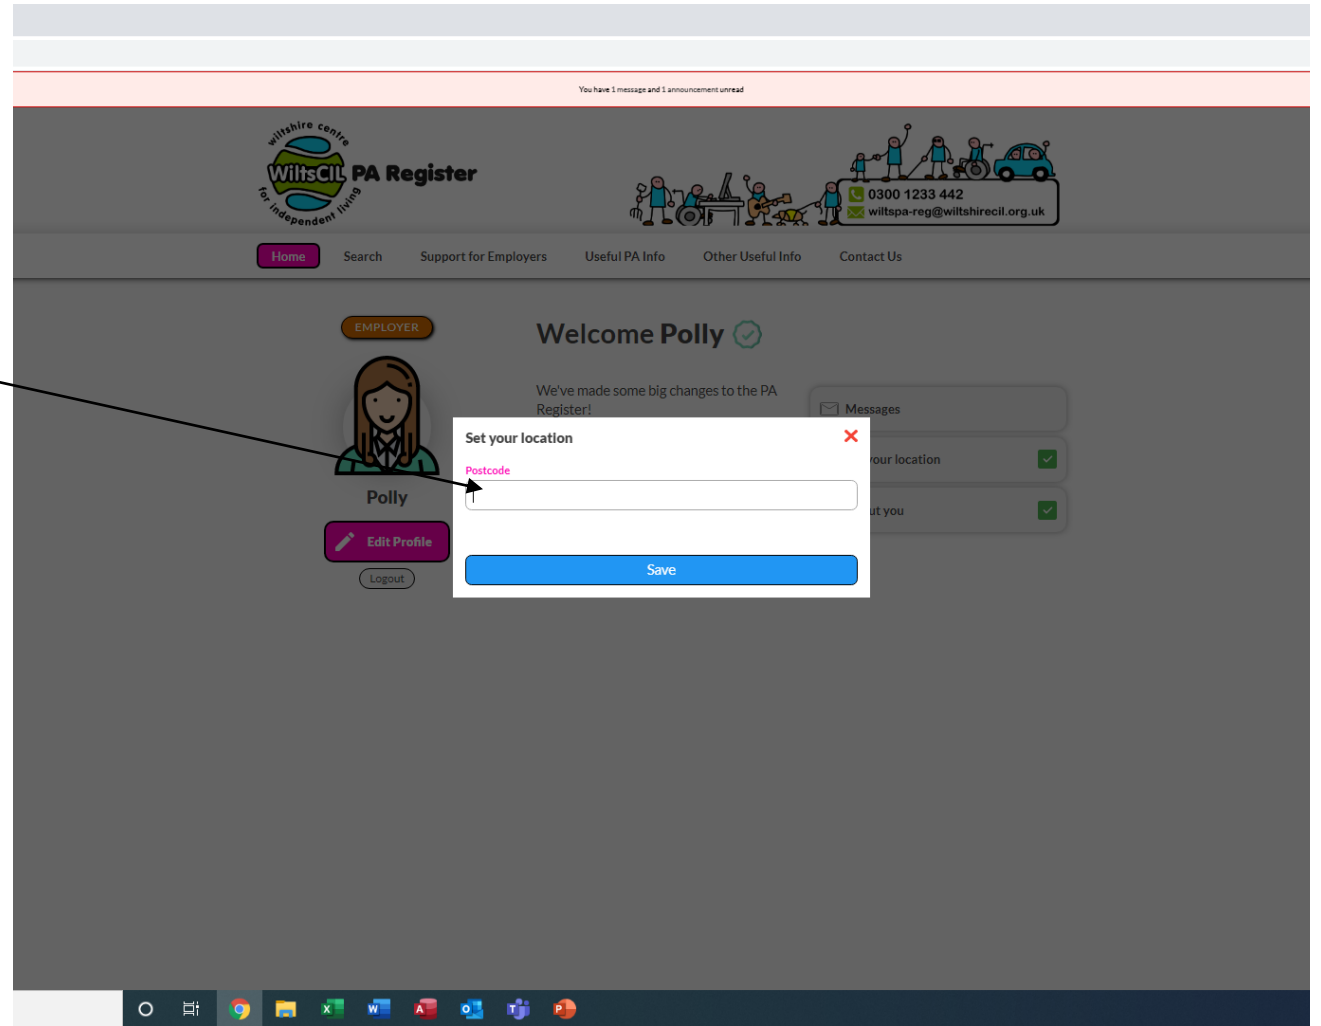 You have 1 message and 1 announcement unread
wiltshire centre
WiltsCIL
for independent living
PA Register
0300 1233 442
wiltspa-reg@wiltshirecil.org.uk
Home Search Support for Employers Useful PA Info Other Useful Info Contact Us
EMPLOYER
Welcome Polly
We've made some big changes to the PA
Register!
Messages
Set your location
Postcode
our location
ut you
Polly
Edit Profile
Logout
Save